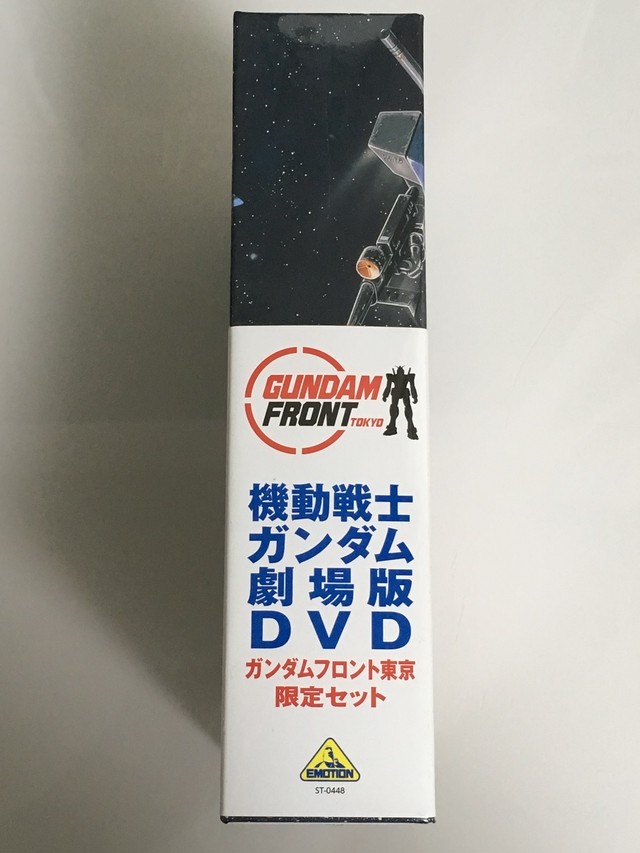 GUNDAM
FRONT TOKYO
機動戦士
ガンダム
劇場版
DVD
ガンダムフロント東京
限定セット
EMOTION
ST-0448